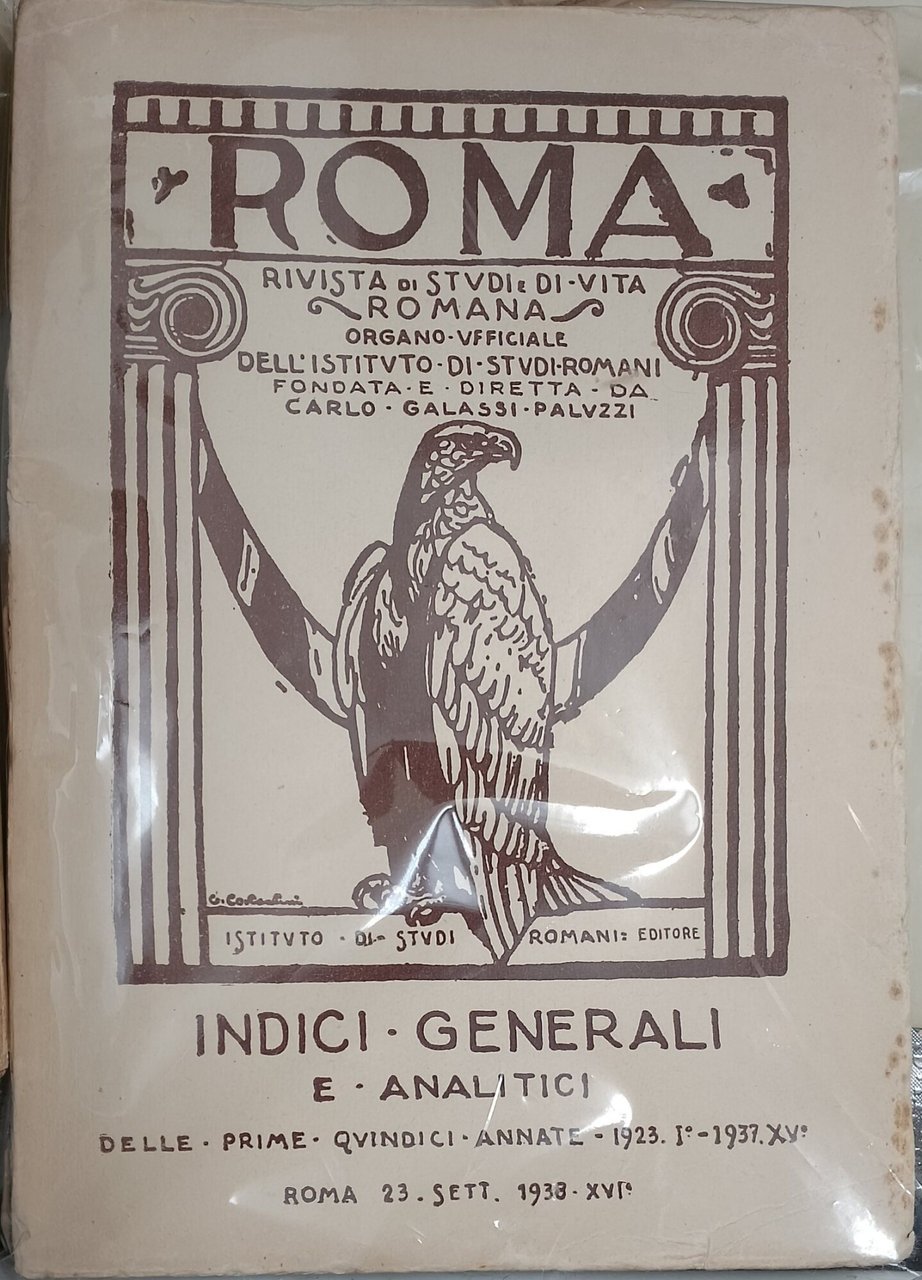 ROMA
RIVISTA DI STVDI E DI·VITA
ROMANA
ORGANO·VFFICIALE
DELL'ISTITVTO·DI·STVDI·ROMANI
FONDATA·E·DIRETTA·DA
CARLO·GALASSI·PALVZZI
ISTITVTO·DI·STVDI ROMANI: EDITORE
INDICI·GENERALI
E·ANALITICI
DELLE·PRIME·QVINDICI·ANNATE-1923.I°-1937.XV°
ROMA 23.SETT. 1938-XVI°